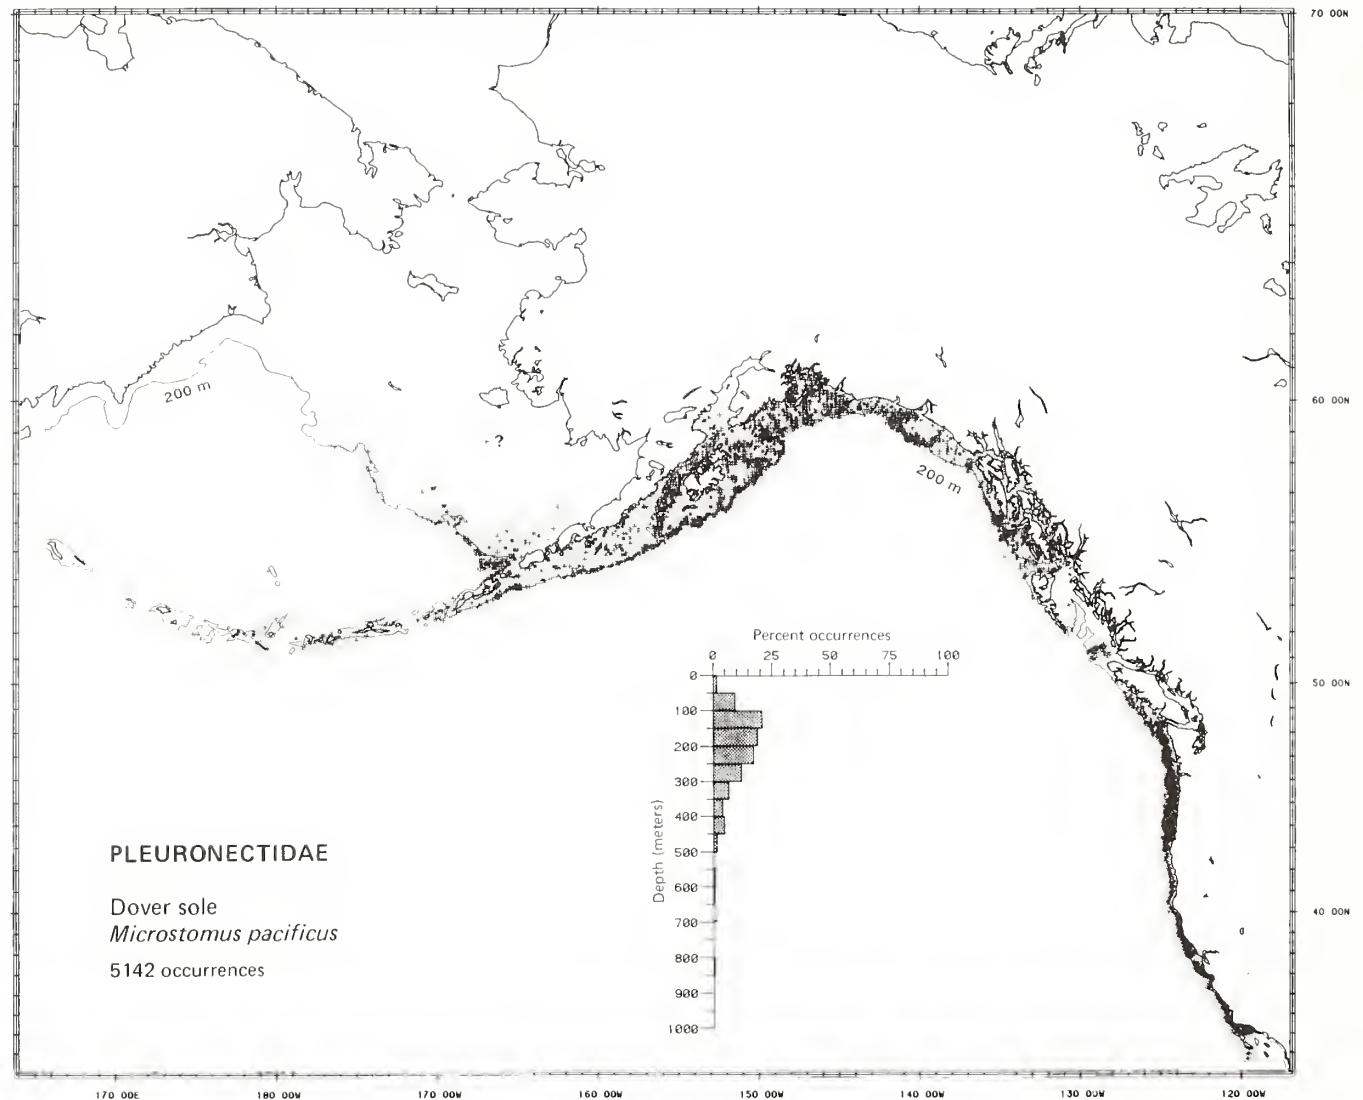 70 00N
200 m
60 00N
?
200 m
Percent occurrences
0 25 50 75 100
0
50 00N
100
200
300
400
Depth (meters)
500
600
700
800
900
1000
PLEURONECTIDAE
Dover sole
Microstomus pacificus
5142 occurrences
40 00N
170 00E 180 00W 170 00W 160 00W 150 00W 140 00W 130 00W 120 00W